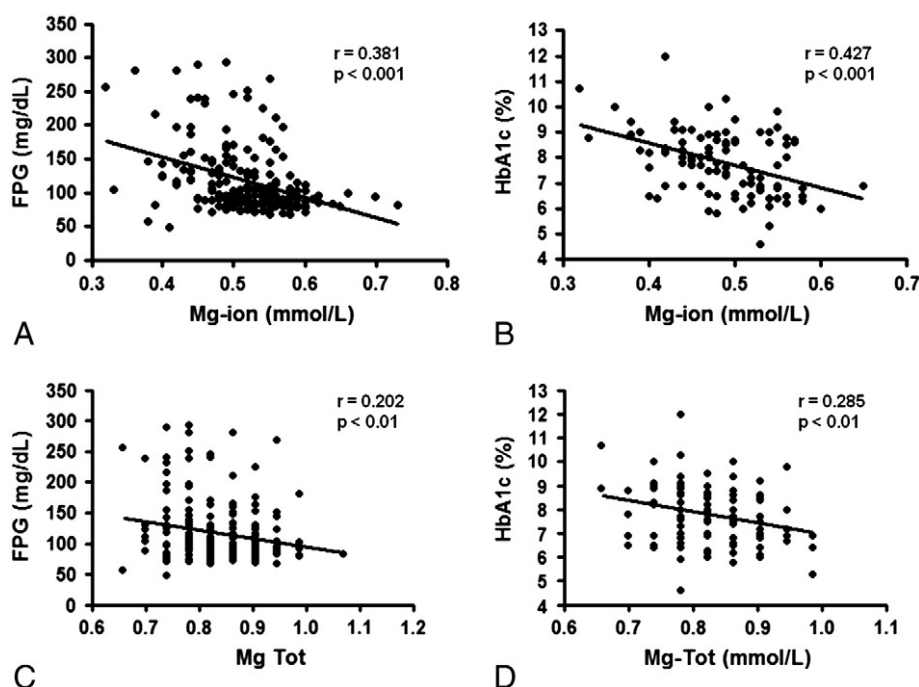 350
300
250
200
150
100
50
0
FPG (mg/dL)
r = 0.381
p < 0.001
0.3 0.4 0.5 0.6 0.7 0.8
Mg-ion (mmol/L)
A
13
12
11
10
9
8
7
6
5
4
HbA1c (%)
r = 0.427
p < 0.001
0.3 0.4 0.5 0.6 0.7
Mg-ion (mmol/L)
B
350
300
250
200
150
100
50
0
FPG (mg/dL)
r = 0.202
p < 0.01
0.6 0.7 0.8 0.9 1.0 1.1 1.2
Mg Tot
C
13
12
11
10
9
8
7
6
5
4
HbA1c (%)
r = 0.285
p < 0.01
0.6 0.7 0.8 0.9 1.0 1.1
Mg-Tot (mmol/L)
D